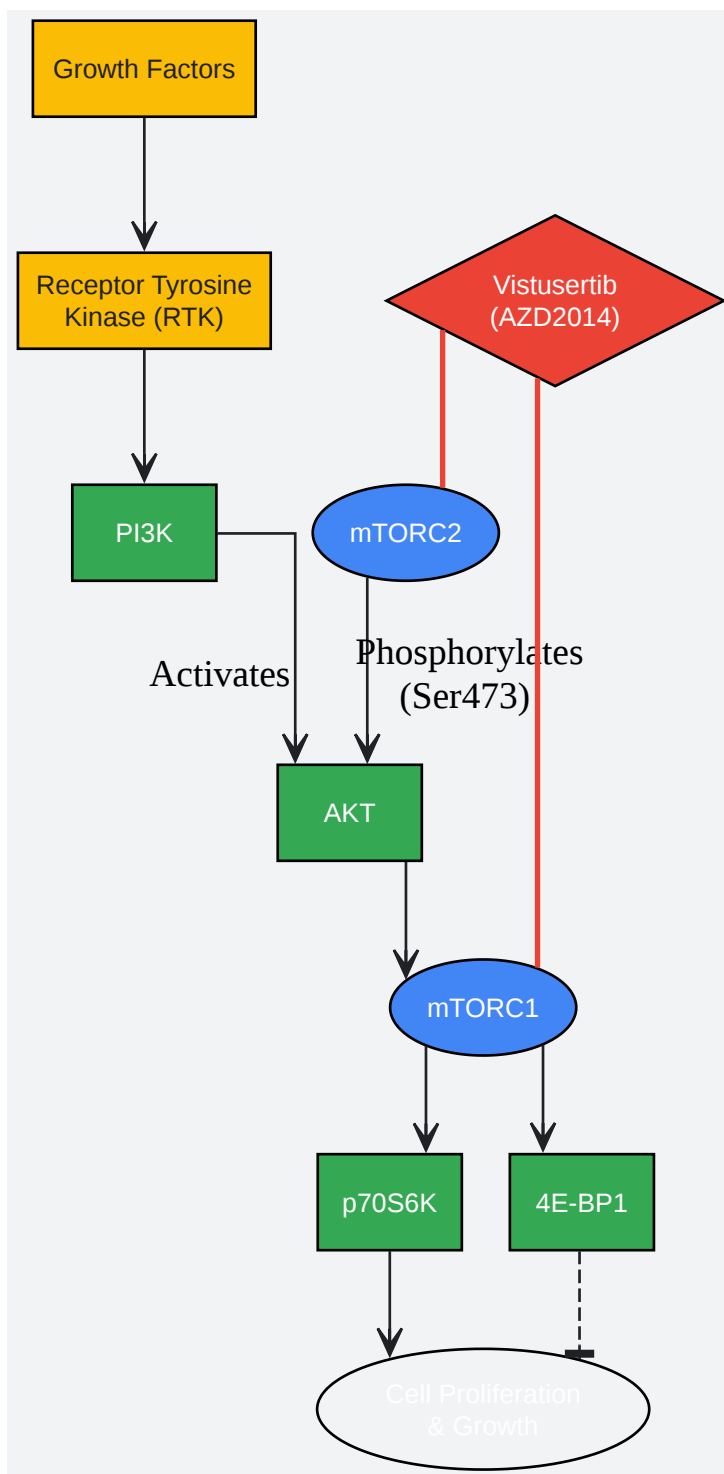 Growth Factors
Receptor Tyrosine
Kinase (RTK)
Vistusertib
(AZD2014)
PI3K
mTORC2
Activates
Phosphorylates
(Ser473)
AKT
mTORC1
p70S6K
4E-BP1
Cell Proliferation
& Growth